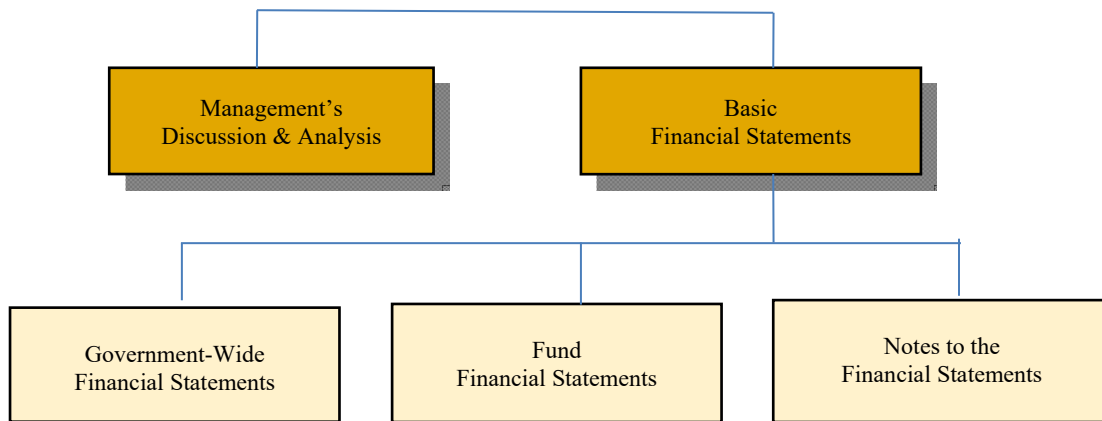 Management’s
Discussion & Analysis
Basic
Financial Statements
Government-Wide
Financial Statements
Fund
Financial Statements
Notes to the
Financial Statements